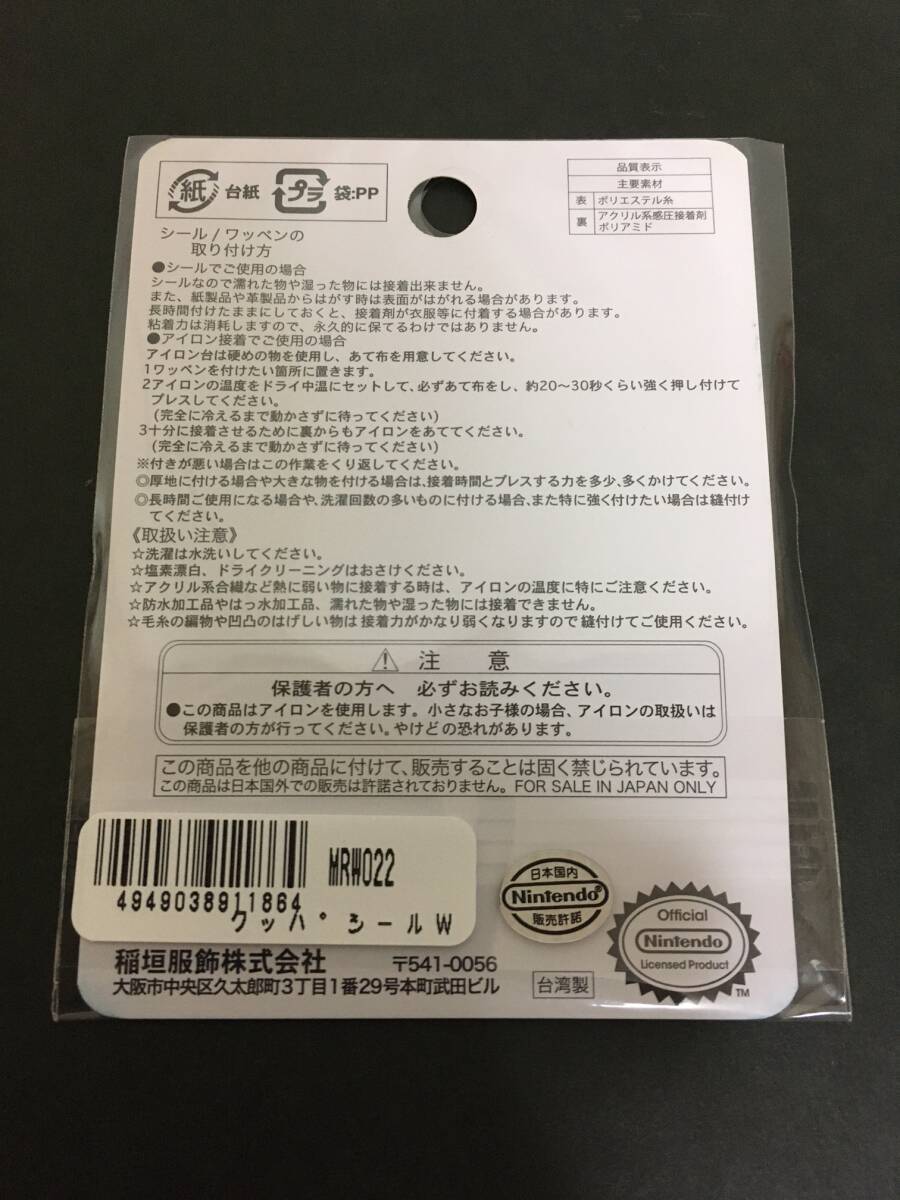 紙 台紙 プラ 袋:PP
品質表示
主要素材
表 ポリエステル糸
裏 アクリル系感圧接着剤
ポリアミド
シール/ワッペンの
取り付け方
●シールでご使用の場合
シールなので濡れた物や湿った物には接着出来ません。
また、紙製品や革製品からはがす時は表面がはがれる場合があります。
長時間付けたままにしておくと、接着剤が衣服等に付着する場合があります。
粘着力は消耗しますので、永久的に保てるわけではありません。
●アイロン接着でご使用の場合
アイロン台は硬めの物を使用し、あて布を用意してください。
1ワッペンを付けたい箇所に置きます。
2アイロンの温度をドライ中温にセットして、必ずあて布をし、約20〜30秒くらい強く押し付けて
プレスしてください。
(完全に冷えるまで動かさずに待ってください)
3十分に接着させるために裏からもアイロンをあててください。
(完全に冷えるまで動かさずに待ってください)
※付きが悪い場合はこの作業をくり返してください。
◎厚地に付ける場合や大きな物を付ける場合は、接着時間とプレスする力を多少、多くかけてください。
◎長時間ご使用になる場合や、洗濯回数の多いものに付ける場合、また特に強く付けたい場合は縫付け
てください。
《取扱い注意》
☆洗濯は水洗いしてください。
☆塩素漂白、ドライクリーニングはおさけください。
☆アクリル系合繊など熱に弱い物に接着する時は、アイロンの温度に特にご注意ください。
☆防水加工品やはっ水加工品、濡れた物や湿った物には接着できません。
☆毛糸の編物や凹凸のはげしい物は接着力がかなり弱くなりますので縫付けてご使用ください。
⚠ 注 意
保護者の方へ 必ずお読みください。
●この商品はアイロンを使用します。小さなお子様の場合、アイロンの取扱いは
保護者の方が行ってください。やけどの恐れがあります。
この商品を他の商品に付けて、販売することは固く禁じられています。
この商品は日本国外での販売は許諾されておりません。FOR SALE IN JAPAN ONLY
MRW022
4949038911864
クッパ シールW
日本国内
Nintendo®
販売許諾
Official
Nintendo
Licensed Product
TM
稲垣服飾株式会社 〒541-0056
大阪市中央区久太郎町3丁目1番29号本町武田ビル
台湾製